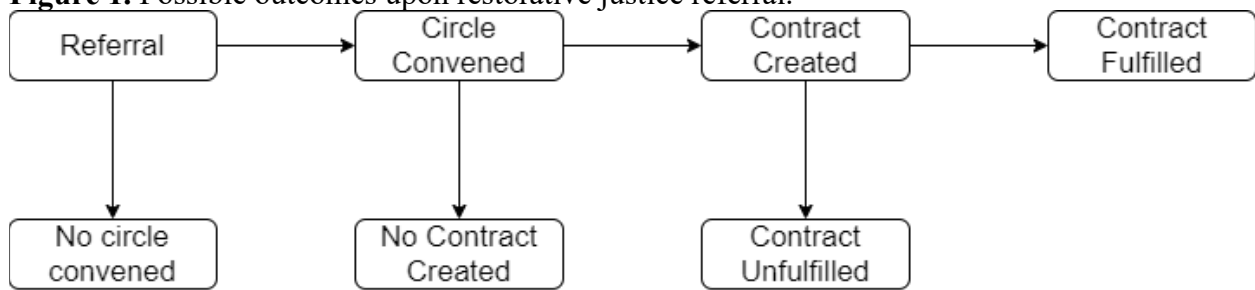 Figure 1. Possible outcomes upon restorative justice referral.
Referral
Circle
Convened
Contract
Created
Contract
Fulfilled
No circle
convened
No Contract
Created
Contract
Unfulfilled